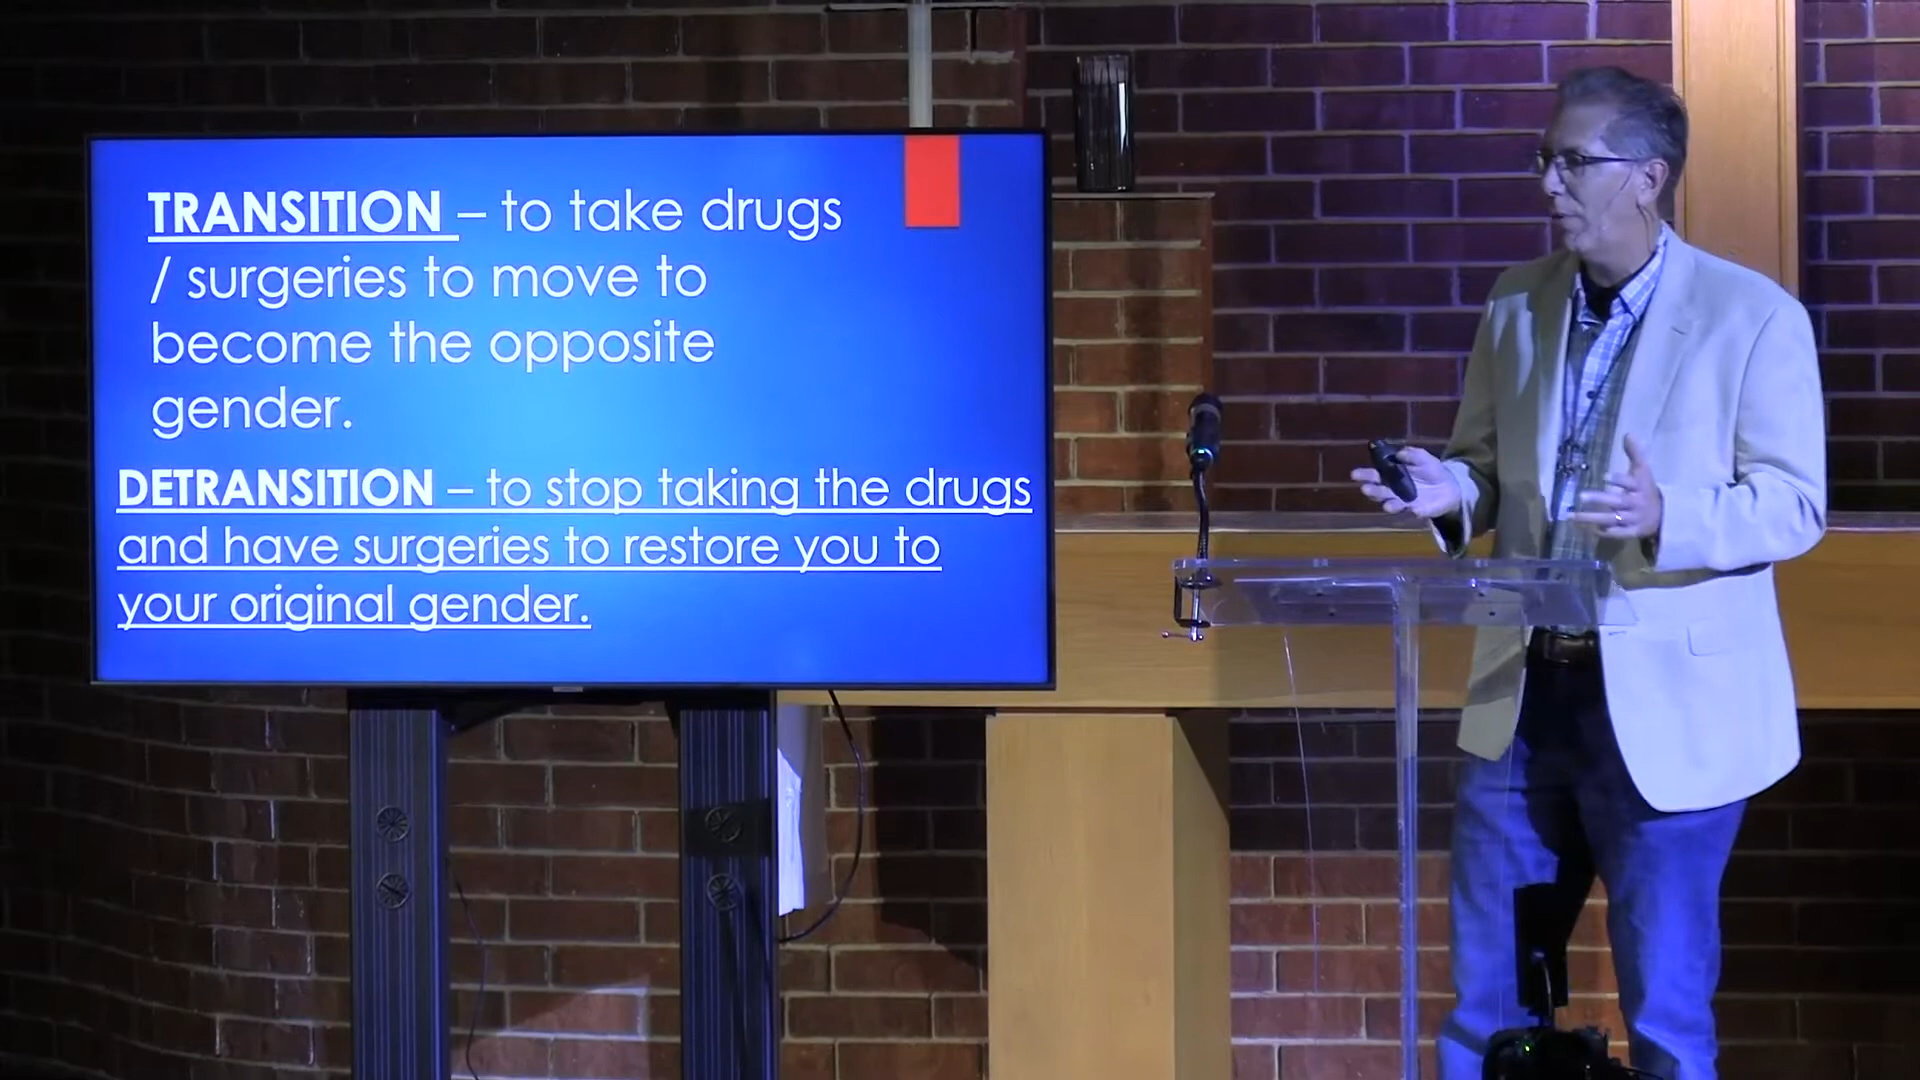 TRANSITION – to take drugs
/ surgeries to move to
become the opposite
gender.
DETRANSITION – to stop taking the drugs
and have surgeries to restore you to
your original gender.